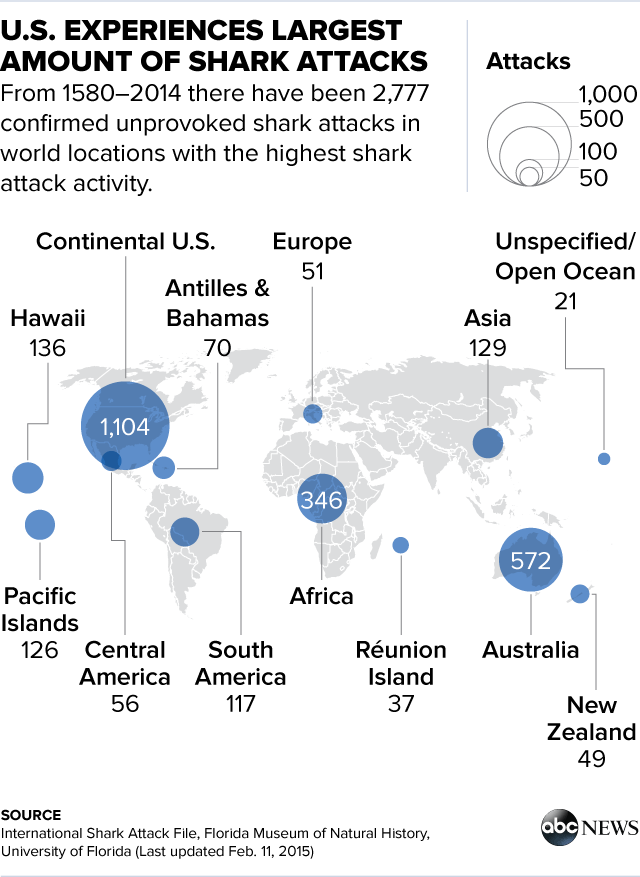 U.S. EXPERIENCES LARGEST
AMOUNT OF SHARK ATTACKS
From 1580–2014 there have been 2,777
confirmed unprovoked shark attacks in
world locations with the highest shark
attack activity.
Attacks
1,000
500
100
50
Continental U.S.
1,104
Europe
51
Unspecified/
Open Ocean
21
Antilles &
Bahamas
70
Hawaii
136
Asia
129
346
572
Pacific
Islands
126
Africa
Central
America
56
South
America
117
Réunion
Island
37
Australia
New
Zealand
49
SOURCE
International Shark Attack File, Florida Museum of Natural History,
University of Florida (Last updated Feb. 11, 2015)
abc NEWS